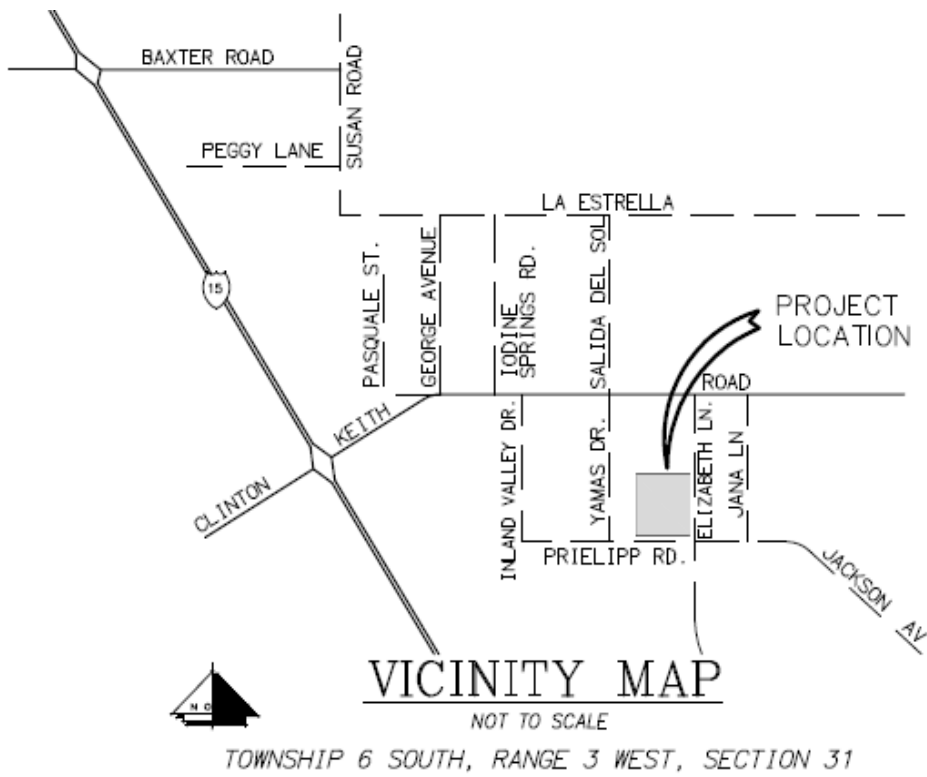 BAXTER ROAD
SUSAN ROAD
PEGGY LANE
LA ESTRELLA
15
PASQUALE ST.
GEORGE AVENUE
IODINE
SPRINGS RD.
SALIDA DEL SOL
PROJECT
LOCATION
ROAD
KEITH
CLINTON
INLAND VALLEY DR.
YAMAS DR.
ELIZABETH LN.
JANA LN
PRIELIPP RD.
JACKSON AV
VICINITY MAP
N O
NOT TO SCALE
TOWNSHIP 6 SOUTH, RANGE 3 WEST, SECTION 31